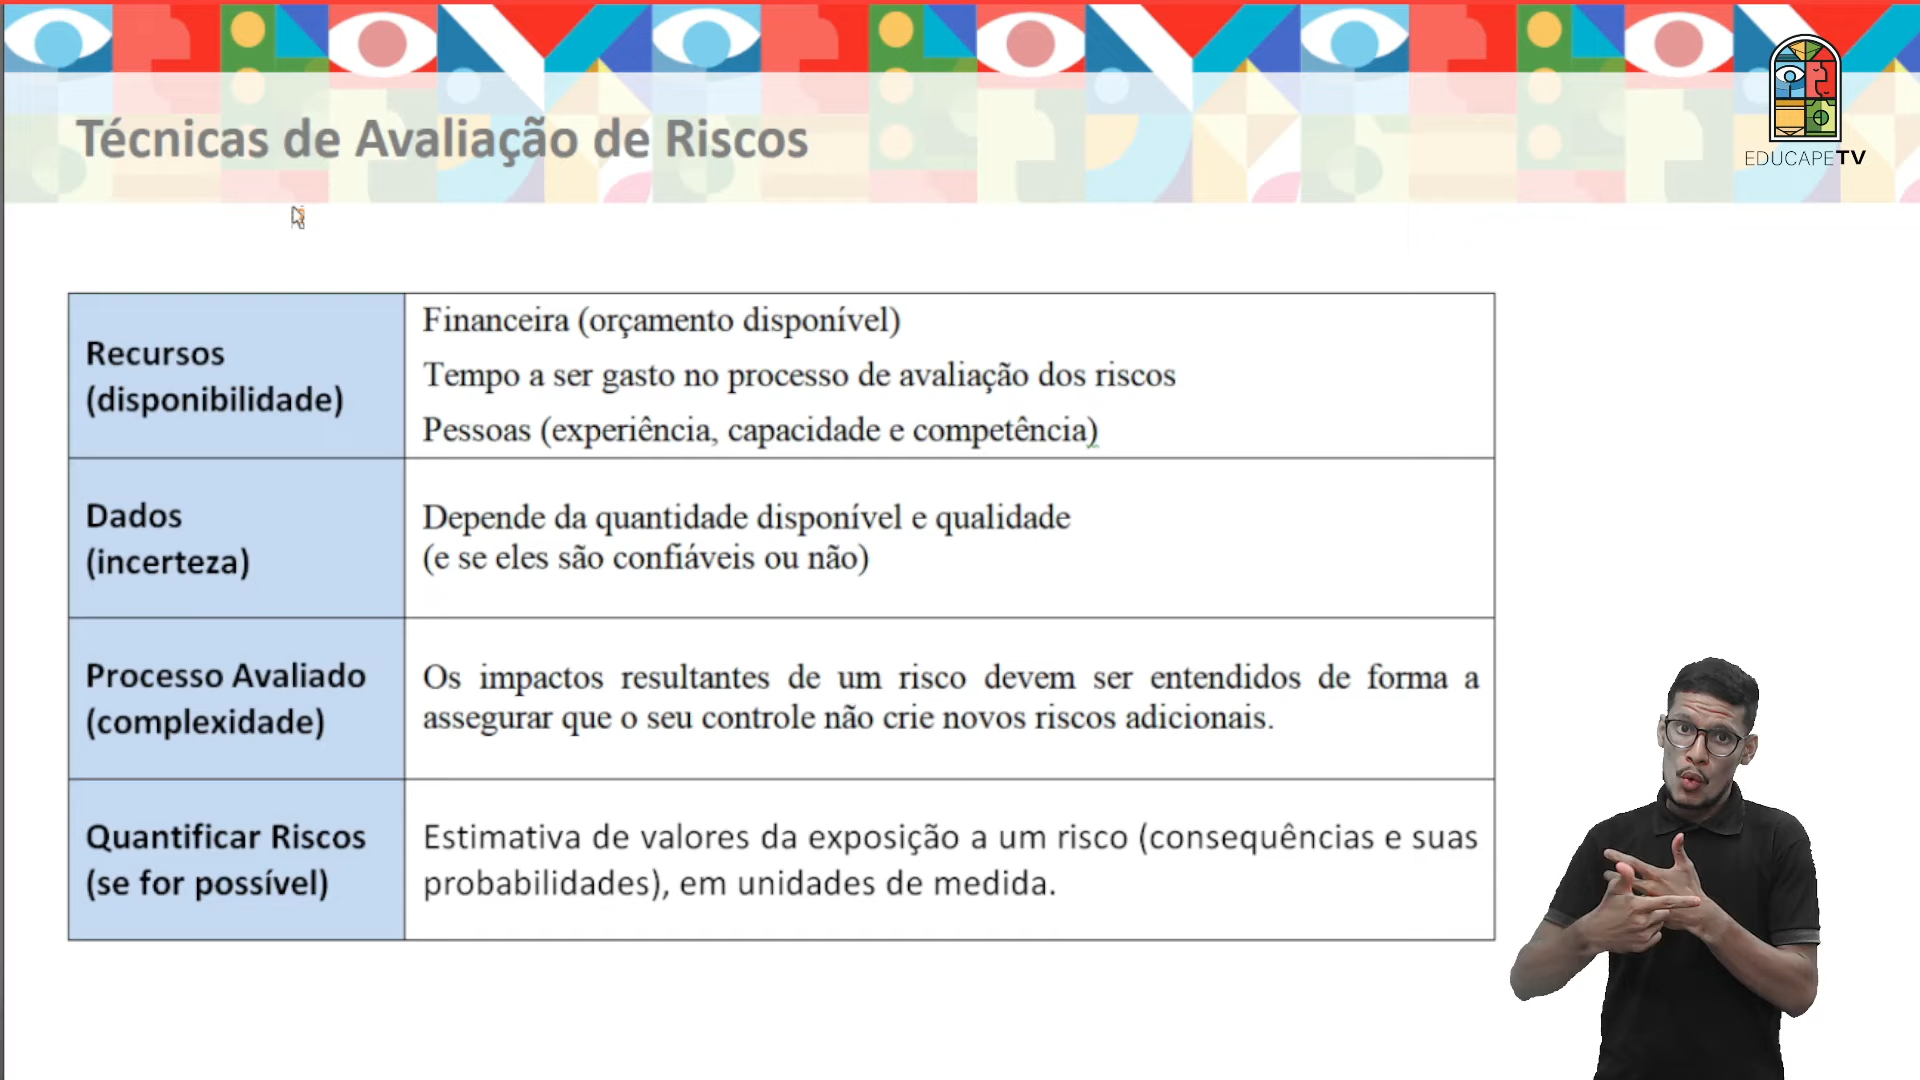 Técnicas de Avaliação de Riscos
EDUCAPETV
Recursos
(disponibilidade)
Financeira (orçamento disponível)
Tempo a ser gasto no processo de avaliação dos riscos
Pessoas (experiência, capacidade e competência)
Dados
(incerteza)
Depende da quantidade disponível e qualidade
(e se eles são confiáveis ou não)
Processo Avaliado
(complexidade)
Os impactos resultantes de um risco devem ser entendidos de forma a
assegurar que o seu controle não crie novos riscos adicionais.
Quantificar Riscos
(se for possível)
Estimativa de valores da exposição a um risco (consequências e suas
probabilidades), em unidades de medida.